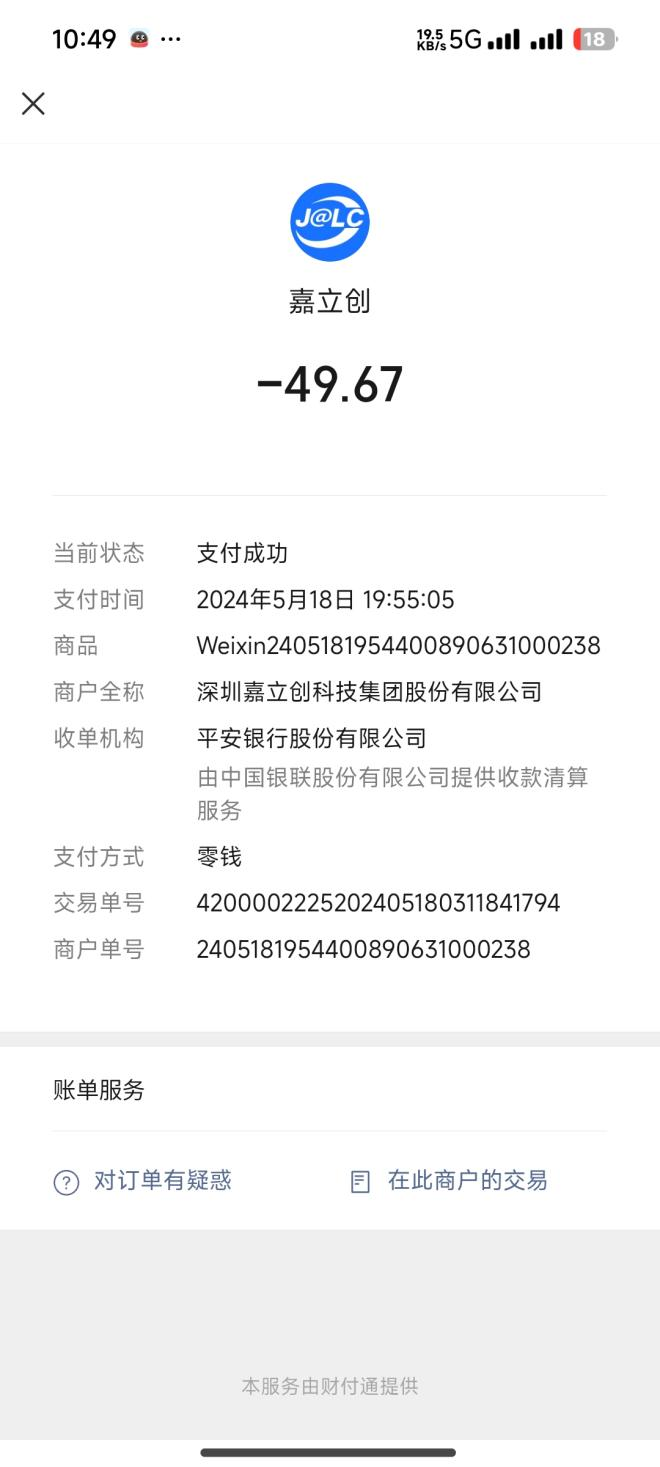 10:49 ··· 19.5 KB/s 5G 18
J@LC
嘉立创
-49.67
当前状态 支付成功
支付时间 2024年5月18日 19:55:05
商品 Weixin2405181954400890631000238
商户全称 深圳嘉立创科技集团股份有限公司
收单机构 平安银行股份有限公司
由中国银联股份有限公司提供收款清算
服务
支付方式 零钱
交易单号 4200002225202405180311841794
商户单号 2405181954400890631000238
账单服务
对订单有疑惑 在此商户的交易
本服务由财付通提供